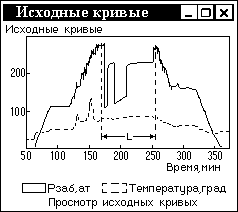 Исходные кривые
Исходные кривые
200
100
L
50 100 150 200 250 300 350
Время,мин
Рзаб,ат Температура,град
Просмотр исходных кривых